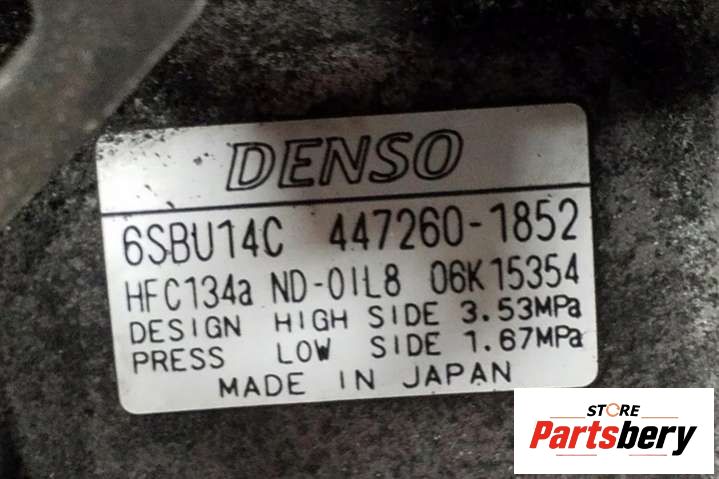 DENSO
6SBU14C 447260-1852
HFC134a ND-OIL8 06K15354
DESIGN HIGH SIDE 3.53MPa
PRESS LOW SIDE 1.67MPa
MADE IN JAPAN
STORE
Partsbery